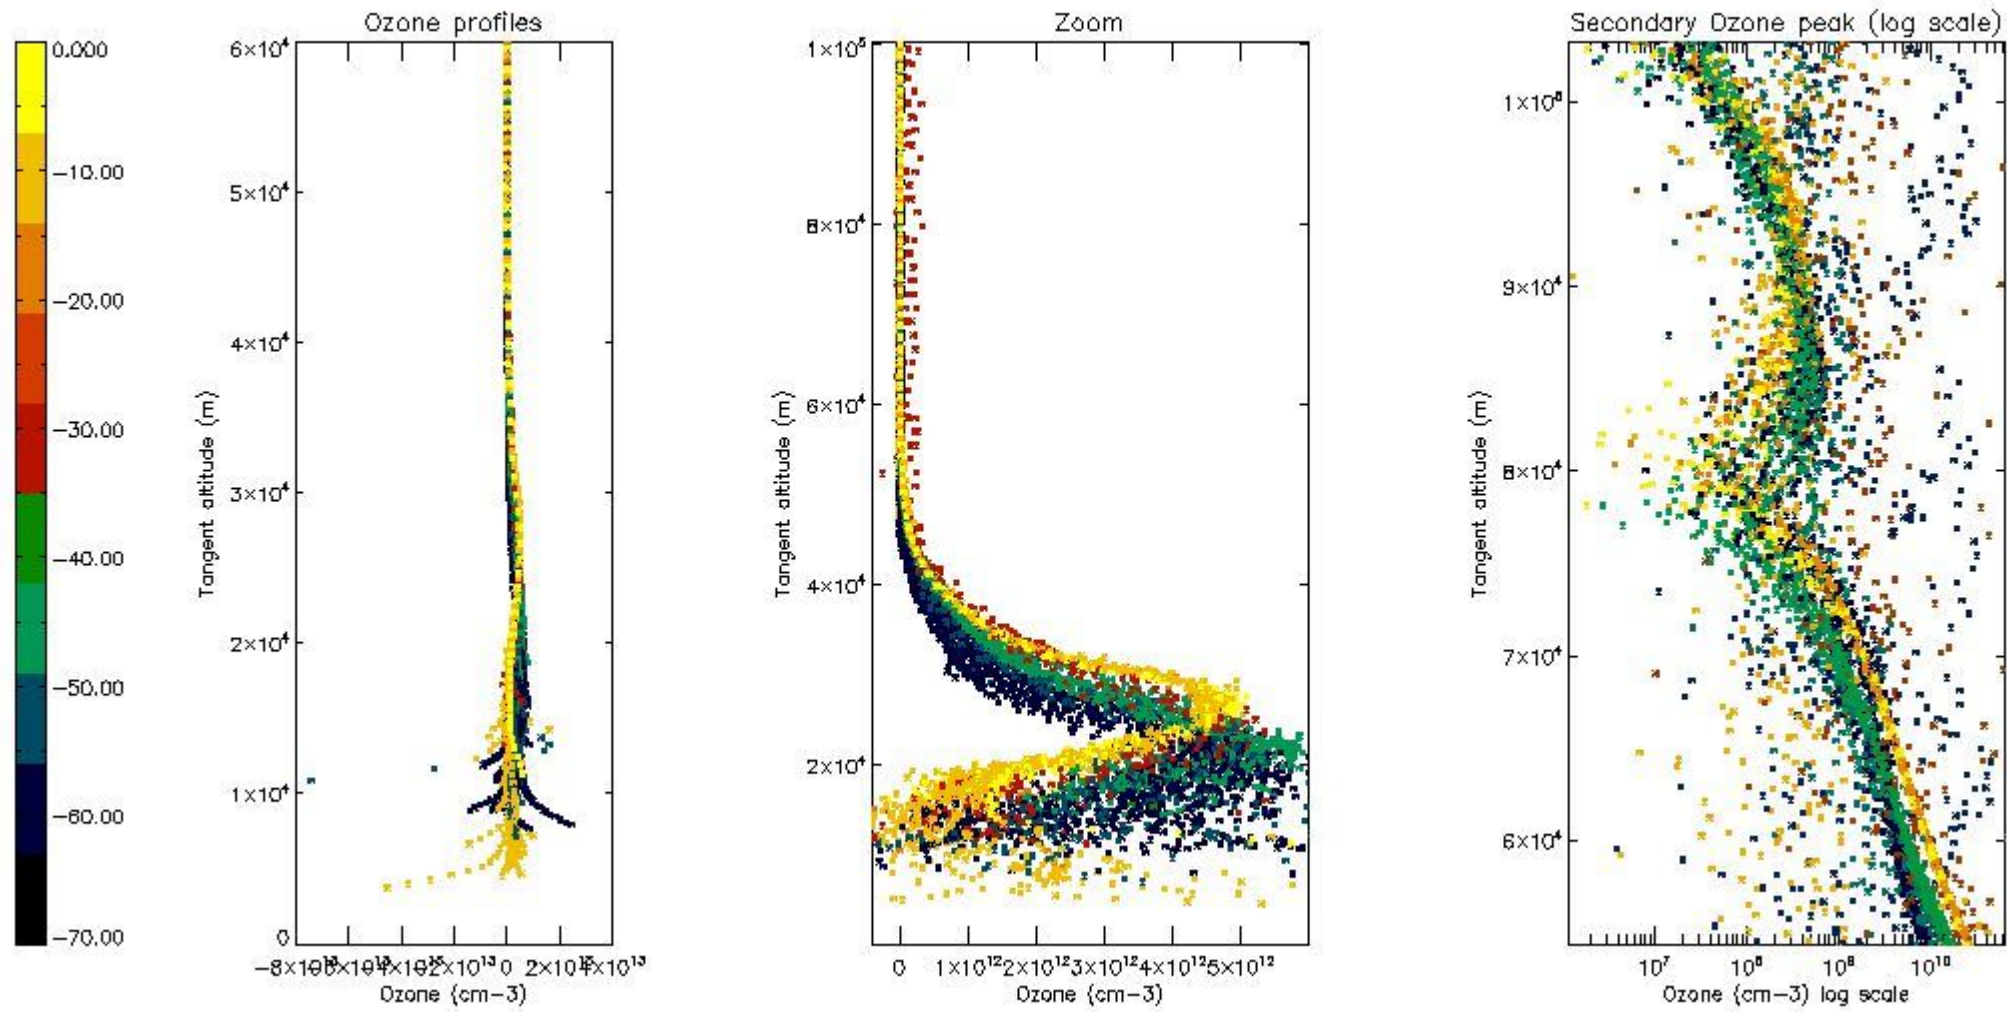 Ozone profiles
Zoom
Secondary Ozone peak (log scale)
0.000
−10.00
−20.00
−30.00
−40.00
−50.00
−60.00
−70.00
6×10⁴
5×10⁴
4×10⁴
3×10⁴
2×10⁴
1×10⁴
0
Tangent altitude (m)
0
Ozone (cm−3)
1×10⁵
8×10⁴
6×10⁴
4×10⁴
2×10⁴
Tangent altitude (m)
0 1×10¹² 2×10¹² 3×10¹² 4×10¹² 5×10¹²
Ozone (cm−3)
9×10⁴
8×10⁴
7×10⁴
6×10⁴
Tangent altitude (m)
10⁷ 10⁸ 10⁹ 10¹⁰
Ozone (cm−3) log scale